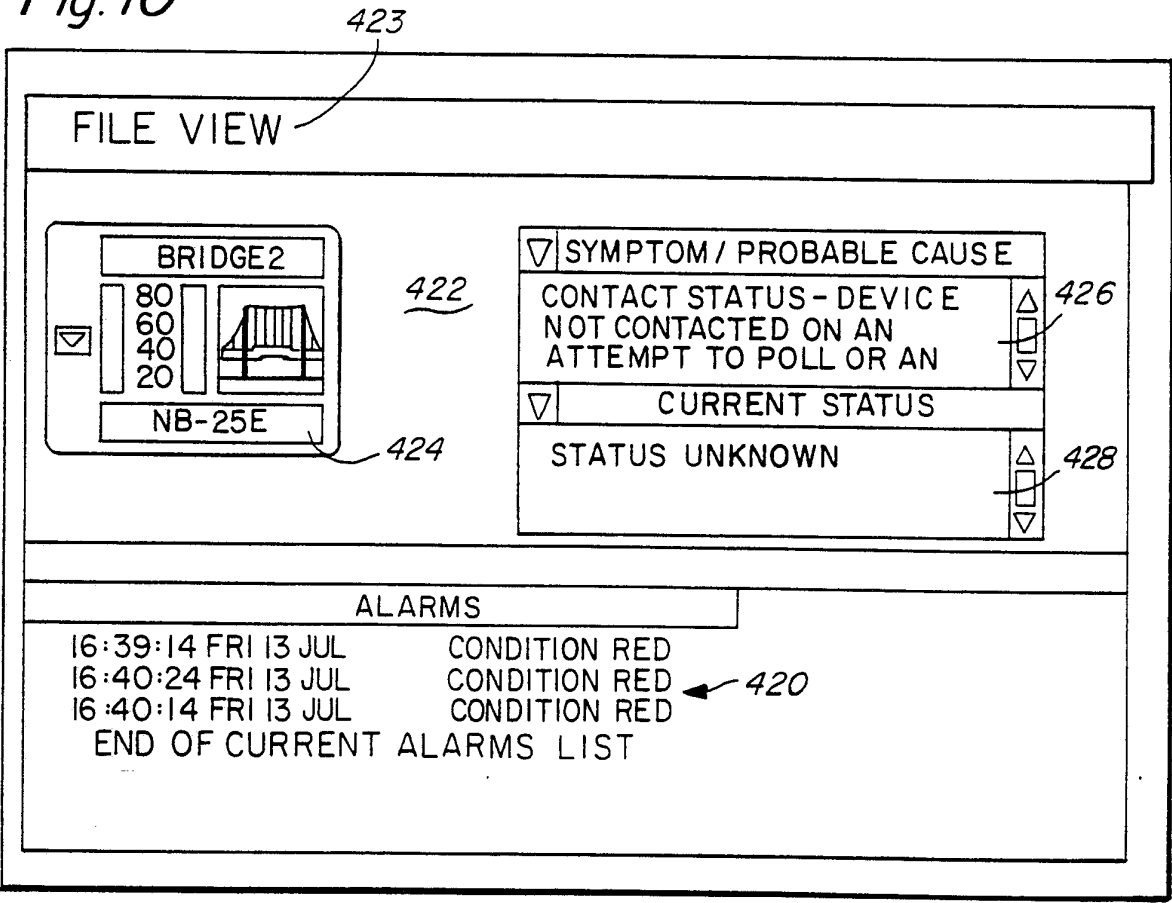 Fig. 10
423
FILE VIEW
BRIDGE2
80
60
40
20
NB-25E
424
422
SYMPTOM / PROBABLE CAUSE
CONTACT STATUS - DEVICE
NOT CONTACTED ON AN
ATTEMPT TO POLL OR AN
426
CURRENT STATUS
STATUS UNKNOWN
428
ALARMS
16:39:14 FRI 13 JUL CONDITION RED
16:40:24 FRI 13 JUL CONDITION RED
420
16:40:14 FRI 13 JUL CONDITION RED
END OF CURRENT ALARMS LIST